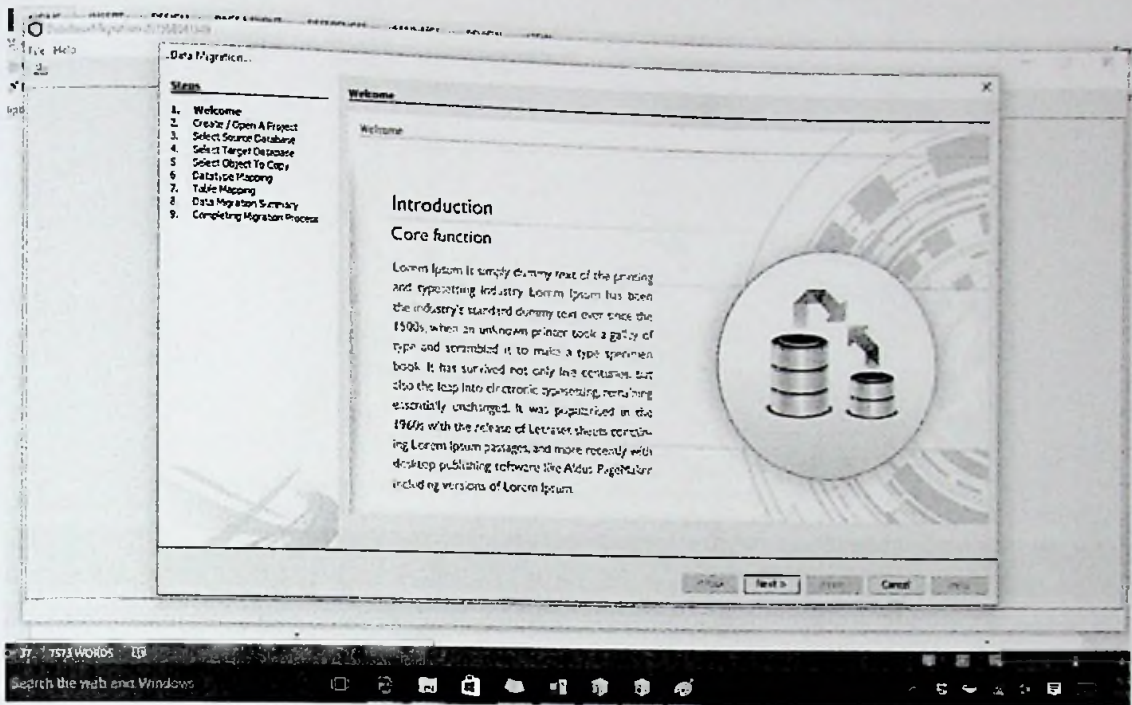 File Help
Data Migration
Steps
1. Welcome
2. Create / Open A Project
3. Select Source Database
4. Select Target Database
5 Select Object To Copy
6 Datatype Mapping
7. Table Mapping
8 Data Migration Summary
9. Completing Migration Process
Welcome
Welcome
Introduction
Core function
Lorem Ipsum is simply dummy text of the printing
and typesetting industry. Lorem Ipsum has been
the industry's standard dummy text ever since the
1500s, when an unknown printer took a galley of
type and scrambled it to make a type specimen
book. It has survived not only five centuries, but
also the leap into electronic typesetting, remaining
essentially unchanged. It was popularised in the
1960s with the release of Letraset sheets contain-
ing Lorem Ipsum passages, and more recently with
desktop publishing software like Aldus PageMaker
including versions of Lorem Ipsum.
Next >
Cancel
37 7573 WORDS
Search the web and Windows